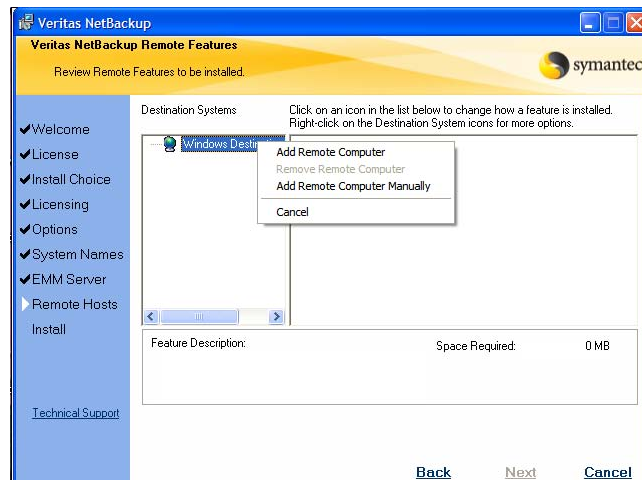 Veritas NetBackup
Veritas NetBackup Remote Features
Review Remote Features to be installed.
symantec
Destination Systems
Click on an icon in the list below to change how a feature is installed.
Right-click on the Destination System icons for more options.
Welcome
License
Install Choice
Licensing
Options
System Names
EMM Server
Remote Hosts
Install
Windows
Add Remote Computer
Remove Remote Computer
Add Remote Computer Manually
Cancel
Feature Description:
Space Required:
0 MB
Technical Support
Back
Next
Cancel